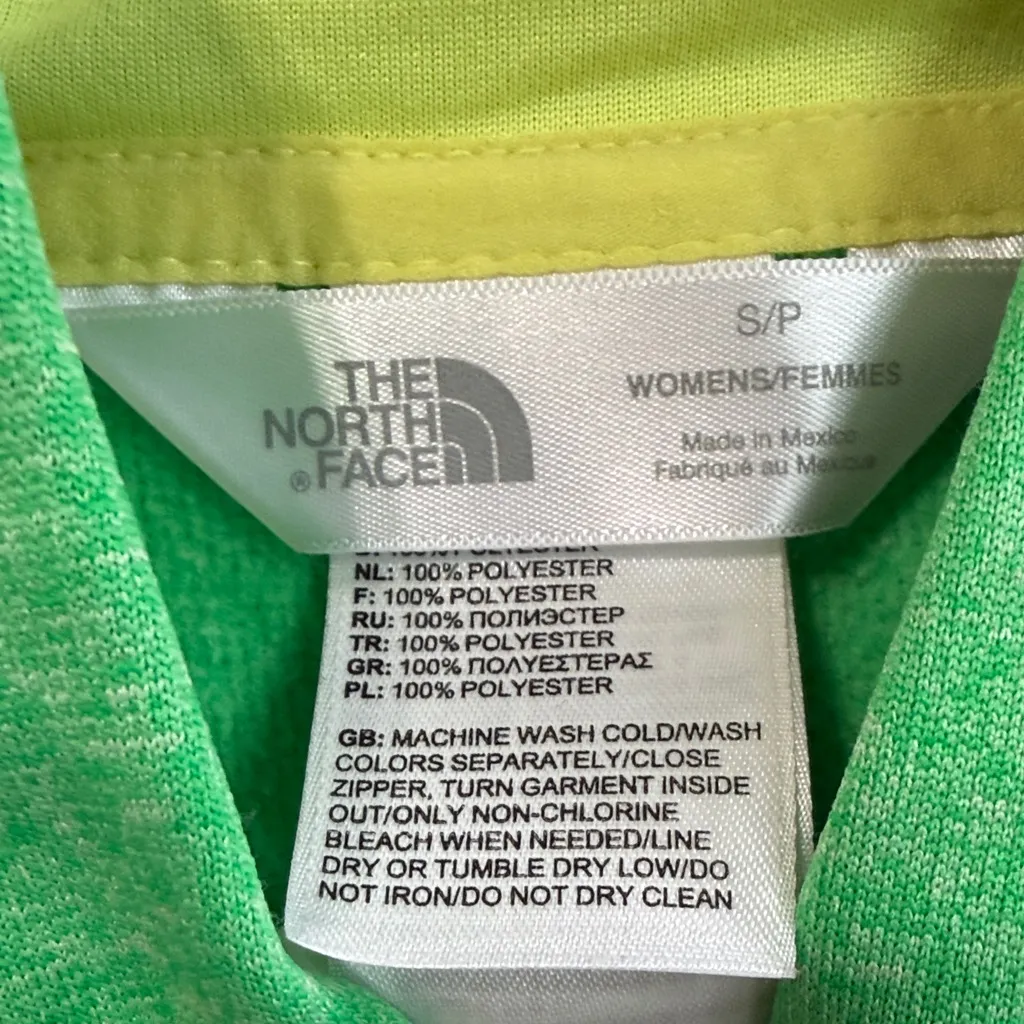 THE
NORTH
® FACE
S/P
WOMENS/FEMMES
Made in Mexico
Fabriqué au Mexique
100% POLYESTER
NL: 100% POLYESTER
F: 100% POLYESTER
RU: 100% ПОЛИЭСТЕР
TR: 100% POLYESTER
GR: 100% ΠΟΛΥΕΣΤΕΡΑΣ
PL: 100% POLYESTER
GB: MACHINE WASH COLD/WASH
COLORS SEPARATELY/CLOSE
ZIPPER, TURN GARMENT INSIDE
OUT/ONLY NON-CHLORINE
BLEACH WHEN NEEDED/LINE
DRY OR TUMBLE DRY LOW/DO
NOT IRON/DO NOT DRY CLEAN